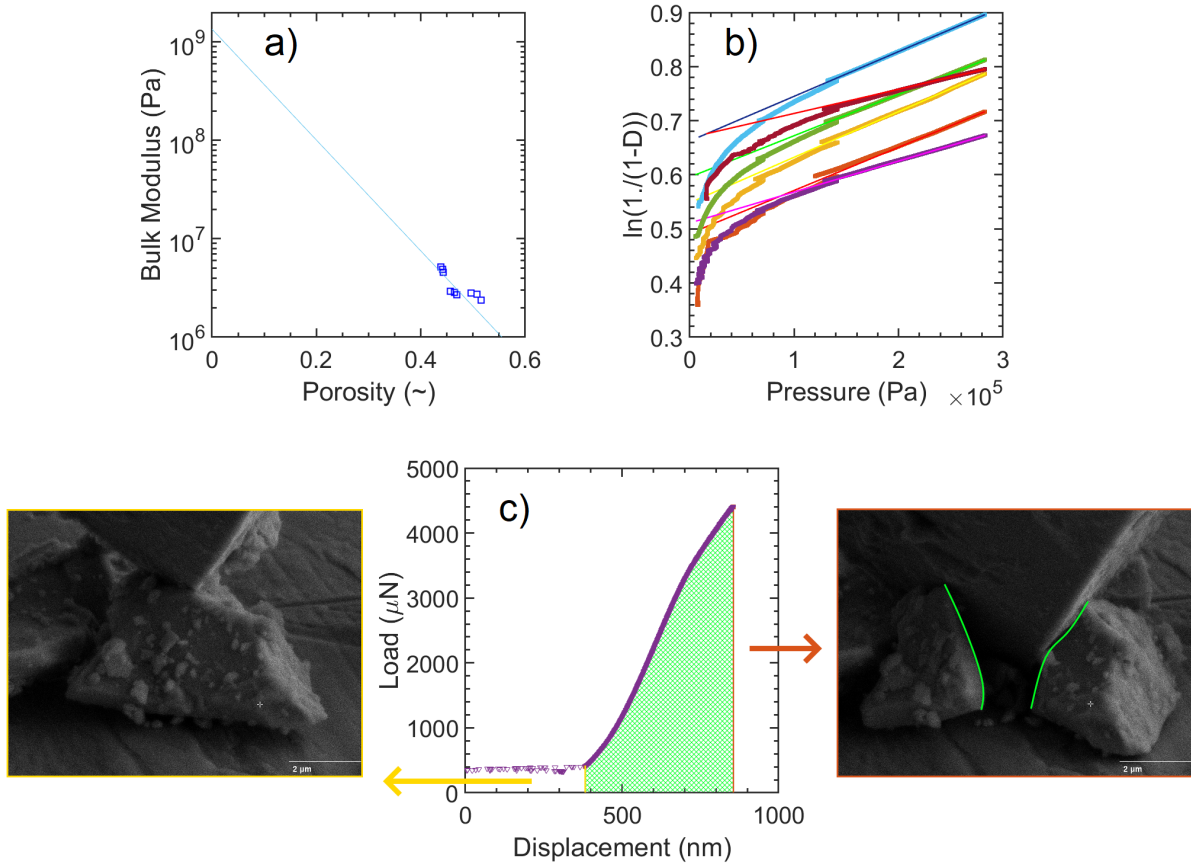 a)
Bulk Modulus (Pa)
10^9
10^8
10^7
10^6
0
0.2
0.4
0.6
Porosity (~)
b)
ln(1./(1-D))
0.9
0.8
0.7
0.6
0.5
0.4
0.3
0
1
2
3
Pressure (Pa)
×10^5
c)
Load (μN)
5000
4000
3000
2000
1000
0
0
500
1000
Displacement (nm)
2 μm
2 μm